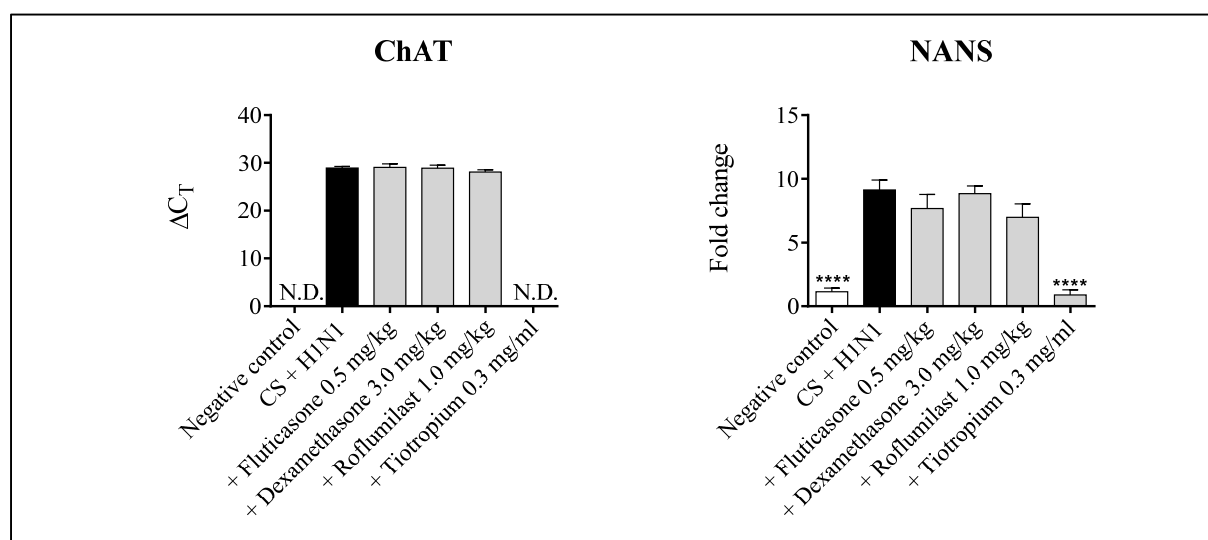 ChAT
40
30
20
10
0
ΔCT
N.D.
N.D.
Negative control
CS + H1N1
+ Fluticasone 0.5 mg/kg
+ Dexamethasone 3.0 mg/kg
+ Roflumilast 1.0 mg/kg
+ Tiotropium 0.3 mg/ml
NANS
15
10
5
0
Fold change
****
****
Negative control
CS + H1N1
+ Fluticasone 0.5 mg/kg
+ Dexamethasone 3.0 mg/kg
+ Roflumilast 1.0 mg/kg
+ Tiotropium 0.3 mg/ml